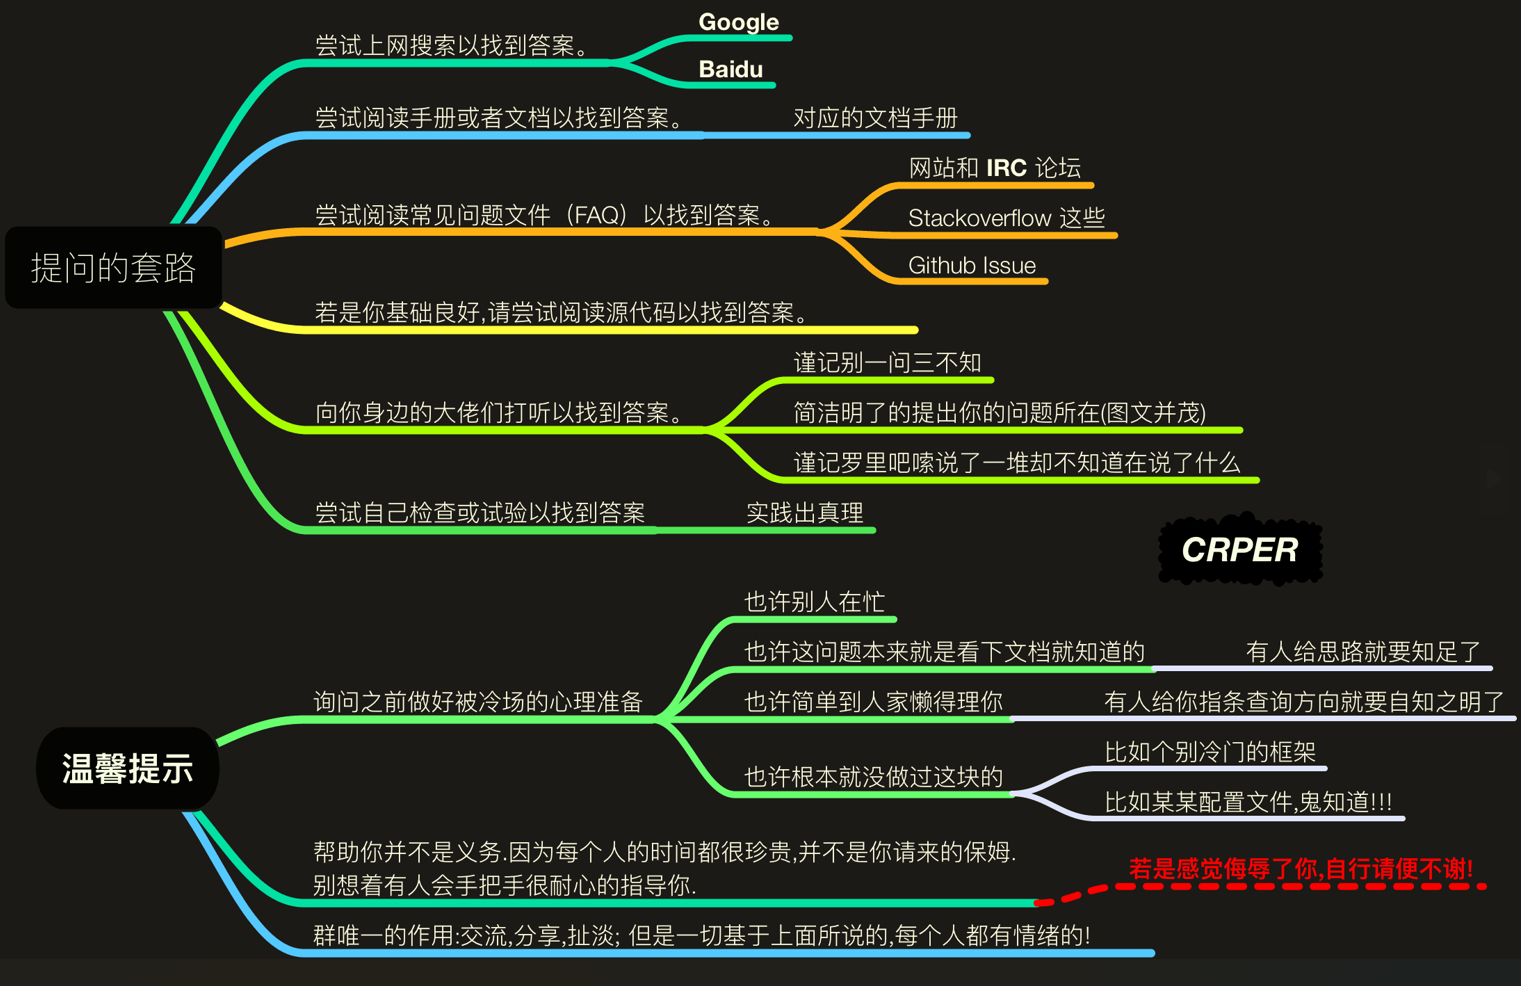 Google
尝试上网搜索以找到答案。
Baidu
尝试阅读手册或者文档以找到答案。
对应的文档手册
网站和 IRC 论坛
尝试阅读常见问题文件（FAQ）以找到答案。
Stackoverflow 这些
Github Issue
提问的套路
若是你基础良好,请尝试阅读源代码以找到答案。
谨记别一问三不知
向你身边的大佬们打听以找到答案。
简洁明了的提出你的问题所在(图文并茂)
谨记罗里吧嗦说了一堆却不知道在说了什么
尝试自己检查或试验以找到答案
实践出真理
CRPER
也许别人在忙
也许这问题本来就是看下文档就知道的
有人给思路就要知足了
询问之前做好被冷场的心理准备
也许简单到人家懒得理你
有人给你指条查询方向就要自知之明了
温馨提示
也许根本就没做过这块的
比如个别冷门的框架
比如某某配置文件,鬼知道!!!
帮助你并不是义务.因为每个人的时间都很珍贵,并不是你请来的保姆.
别想着有人会手把手很耐心的指导你.
若是感觉侮辱了你,自行请便不谢!
群唯一的作用:交流,分享,扯淡; 但是一切基于上面所说的,每个人都有情绪的!